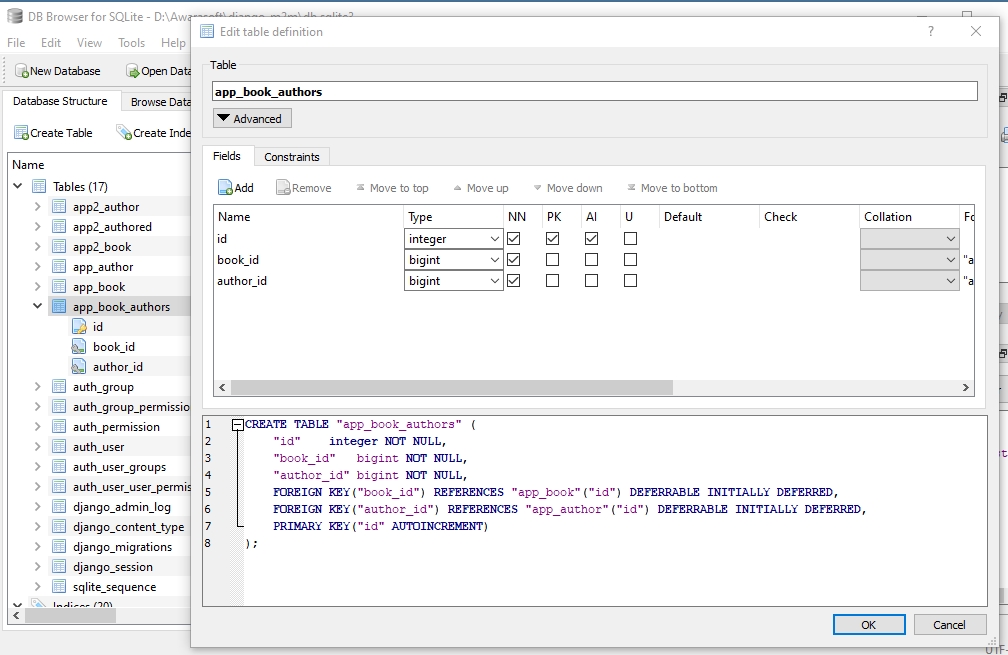 DB Browser for SQLite - D:\Awarasoft\django_m2m\db.sqlite3
File Edit View Tools Help
New Database Open Data
Database Structure Browse Data
Create Table Create Inde
Name
Tables (17)
app2_author
app2_authored
app2_book
app_author
app_book
app_book_authors
id
book_id
author_id
auth_group
auth_group_permissio
auth_permission
auth_user
auth_user_groups
auth_user_user_permis
django_admin_log
django_content_type
django_migrations
django_session
sqlite_sequence
Indices (20)
Edit table definition ?
Table
app_book_authors
Advanced
Fields Constraints
Add Remove Move to top Move up Move down Move to bottom
Name Type NN PK AI U Default Check Collation Fo
id integer
book_id bigint "a
author_id bigint "a
1 CREATE TABLE "app_book_authors" (
2 "id" integer NOT NULL,
3 "book_id" bigint NOT NULL,
4 "author_id" bigint NOT NULL,
5 FOREIGN KEY("book_id") REFERENCES "app_book"("id") DEFERRABLE INITIALLY DEFERRED,
6 FOREIGN KEY("author_id") REFERENCES "app_author"("id") DEFERRABLE INITIALLY DEFERRED,
7 PRIMARY KEY("id" AUTOINCREMENT)
8 );
OK Cancel